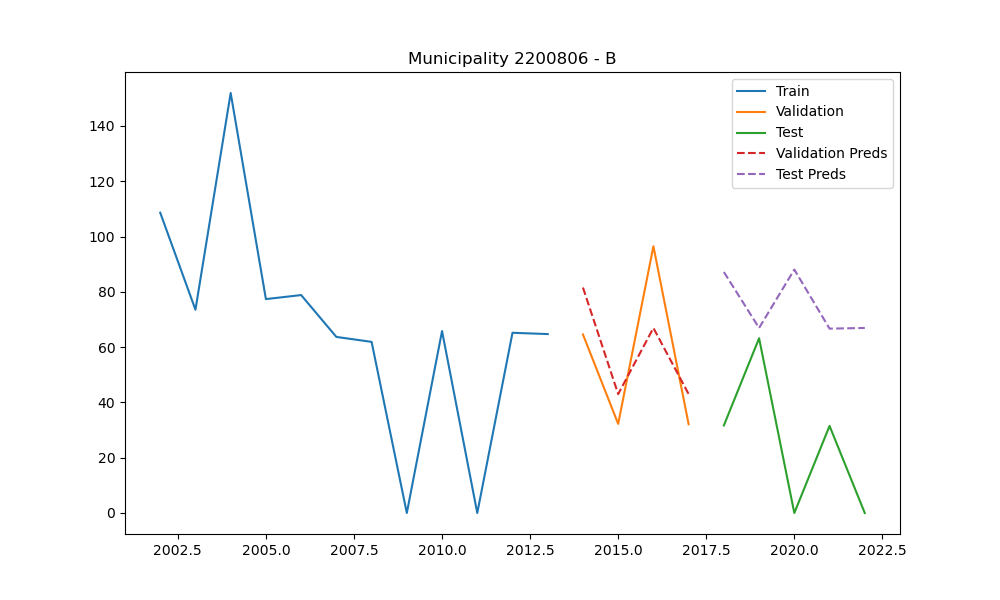 Municipality 2200806 - B
Train
Validation
Test
Validation Preds
Test Preds
140
120
100
80
60
40
20
0
2002.5 2005.0 2007.5 2010.0 2012.5 2015.0 2017.5 2020.0 2022.5